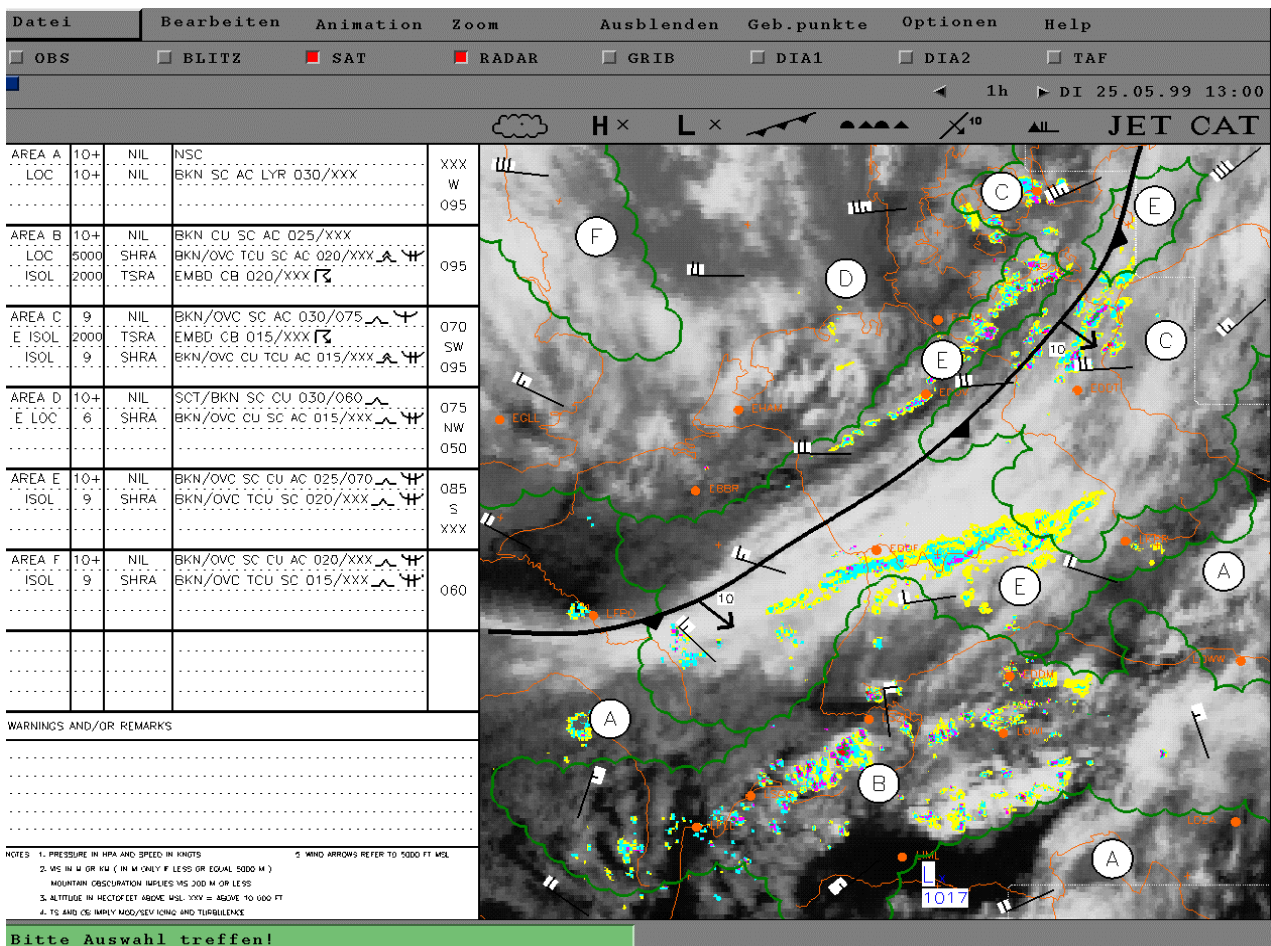 Datei Bearbeiten Animation Zoom Ausblenden Geb.punkte Optionen Help
OBS BLITZ SAT RADAR GRIB DIA1 DIA2 TAF
1h DI 25.05.99 13:00
H × L × 10 JET CAT
AREA A 10+ NIL NSC XXX
LOC 10+ NIL BKN SC AC LYR 030/XXX W
095
AREA B 10+ NIL BKN CU SC AC 025/XXX
LOC 5000 SHRA BKN/OVC TCU SC AC 020/XXX 095
ISOL 2000 TSRA EMBD CB 020/XXX
AREA C 9 NIL BKN/OVC SC AC 030/075 070
E ISOL 2000 TSRA EMBD CB 015/XXX SW
ISOL 9 SHRA BKN/OVC CU TCU AC 015/XXX 095
AREA D 10+ NIL SCT/BKN SC CU 030/060 075
E LOC 6 SHRA BKN/OVC CU SC AC 015/XXX NW
050
AREA E 10+ NIL BKN/OVC SC CU AC 025/070 085
ISOL 9 SHRA BKN/OVC TCU SC 020/XXX S
XXX
AREA F 10+ NIL BKN/OVC SC CU AC 020/XXX
ISOL 9 SHRA BKN/OVC TCU SC 015/XXX 060
WARNINGS AND/OR REMARKS
NOTES 1. PRESSURE IN HPA AND SPEED IN KNOTS 5 WIND ARROWS REFER TO 5000 FT MSL
2. VIS IN M OR KM ( IN M ONLY IF LESS OR EQUAL 5000 M )
MOUNTAIN OBSCURATION IMPLIES VIS 200 M OR LESS
3. ALTITUDE IN HECTOFEET ABOVE MSL. XXX = ABOVE 10 000 FT
4. TS AND CB IMPLY MOD/SEV ICING AND TURBULENCE
C
E
F
D
C
10
E
EGLL
EHAM
EBBR
EDDF
A
E
10
A
B
A
L
1017
Bitte Auswahl treffen!